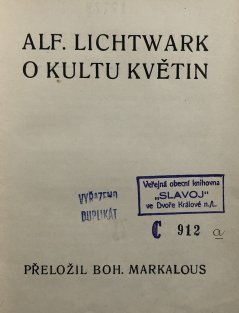 ALF. LICHTWARK
O KULTU KVĚTIN
VYŘAZENO
DUPLIKÁT
Veřejná obecní knihovna
„SLAVOJ"
ve Dvoře Králové n./L.
C 912 a
PŘELOŽIL BOH. MARKALOUS